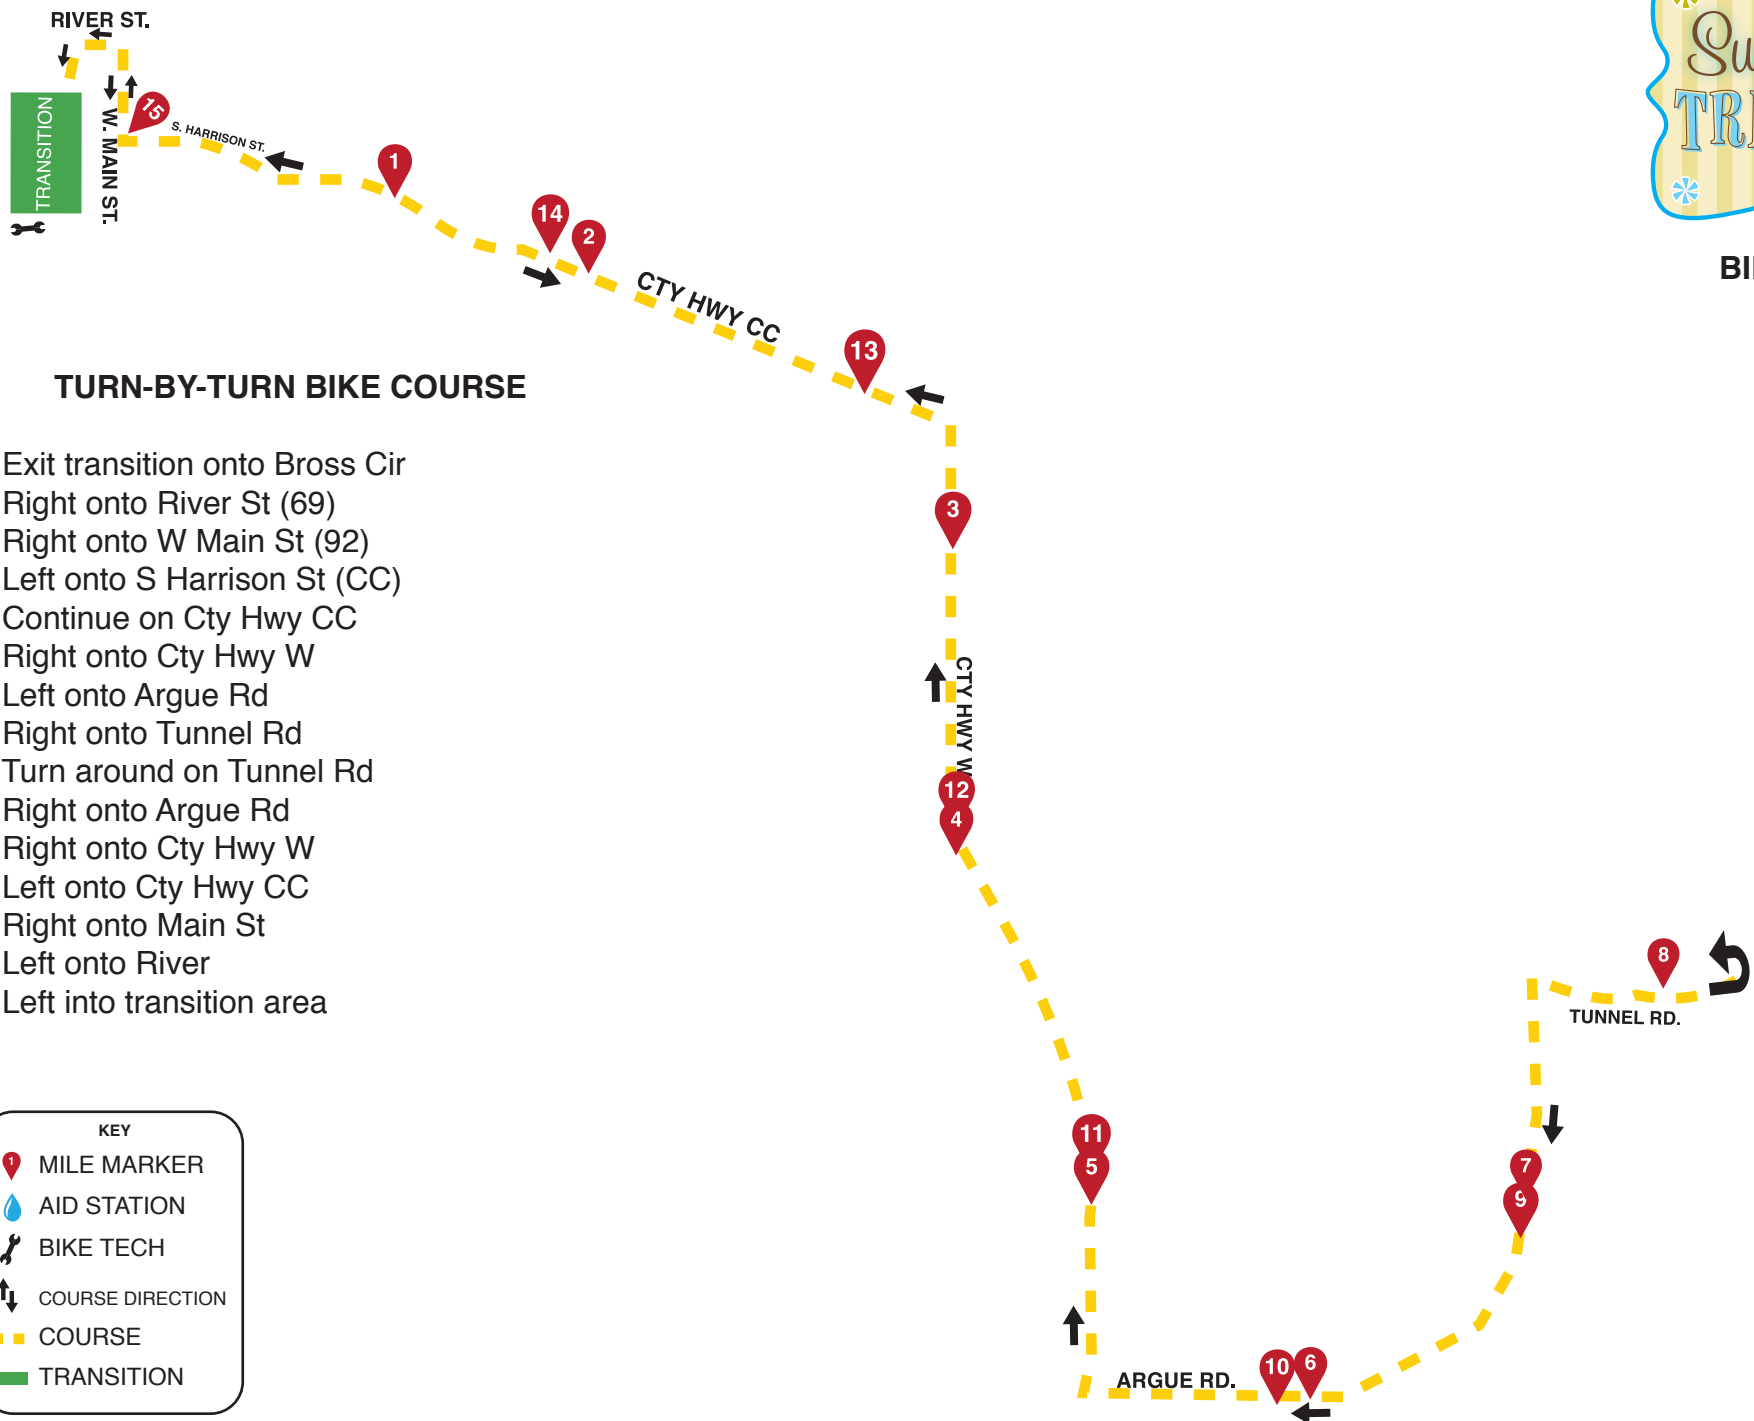 RIVER ST.
TRANSITION
W. MAIN ST.
15
S. HARRISON ST.
1
14
2
CTY HWY CC
13
3
CTY HWY W
12
4
11
5
10
6
ARGUE RD.
7
9
8
TUNNEL RD.
TURN-BY-TURN BIKE COURSE
Exit transition onto Bross Cir
Right onto River St (69)
Right onto W Main St (92)
Left onto S Harrison St (CC)
Continue on Cty Hwy CC
Right onto Cty Hwy W
Left onto Argue Rd
Right onto Tunnel Rd
Turn around on Tunnel Rd
Right onto Argue Rd
Right onto Cty Hwy W
Left onto Cty Hwy CC
Right onto Main St
Left onto River
Left into transition area
KEY
1 MILE MARKER
AID STATION
BIKE TECH
COURSE DIRECTION
COURSE
TRANSITION